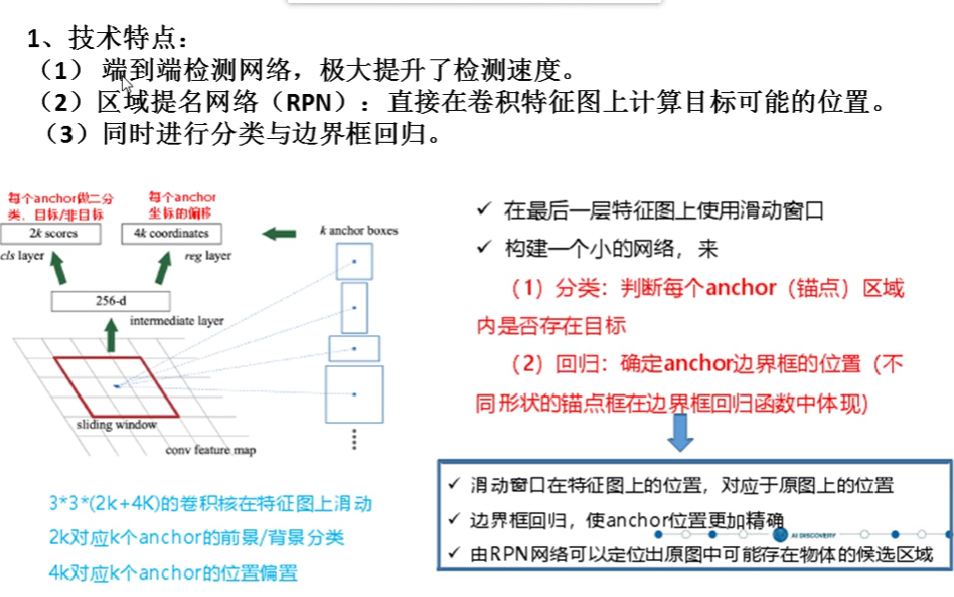 1、技术特点：
（1） 端到端检测网络，极大提升了检测速度。
（2）区域提名网络（RPN）：直接在卷积特征图上计算目标可能的位置。
（3）同时进行分类与边界框回归。
每个anchor做二分
类，目标/非目标
每个anchor
坐标的偏移
2k scores
4k coordinates
k anchor boxes
cls layer
reg layer
256-d
intermediate layer
sliding window
conv feature map
3*3*(2k+4K)的卷积核在特征图上滑动
2k对应k个anchor的前景/背景分类
4k对应k个anchor的位置偏置
✓ 在最后一层特征图上使用滑动窗口
✓ 构建一个小的网络，来
（1）分类：判断每个anchor（锚点）区域
内是否存在目标
（2）回归：确定anchor边界框的位置（不
同形状的锚点框在边界框回归函数中体现）
✓ 滑动窗口在特征图上的位置，对应于原图上的位置
✓ 边界框回归，使anchor位置更加精确
AI DISCOVERY
✓ 由RPN网络可以定位出原图中可能存在物体的候选区域